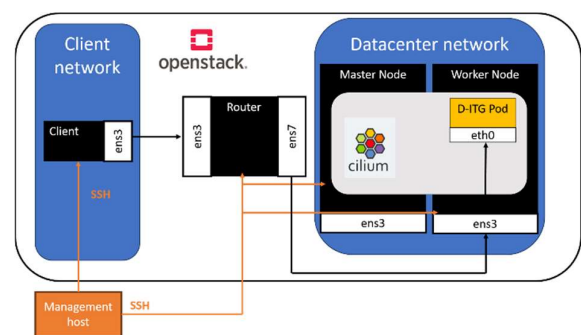 Client
network
openstack.
Datacenter network
Master Node
Worker Node
Router
D-ITG Pod
eth0
Client
ens3
ens3
ens7
cilium
SSH
ens3
ens3
Management
host
SSH